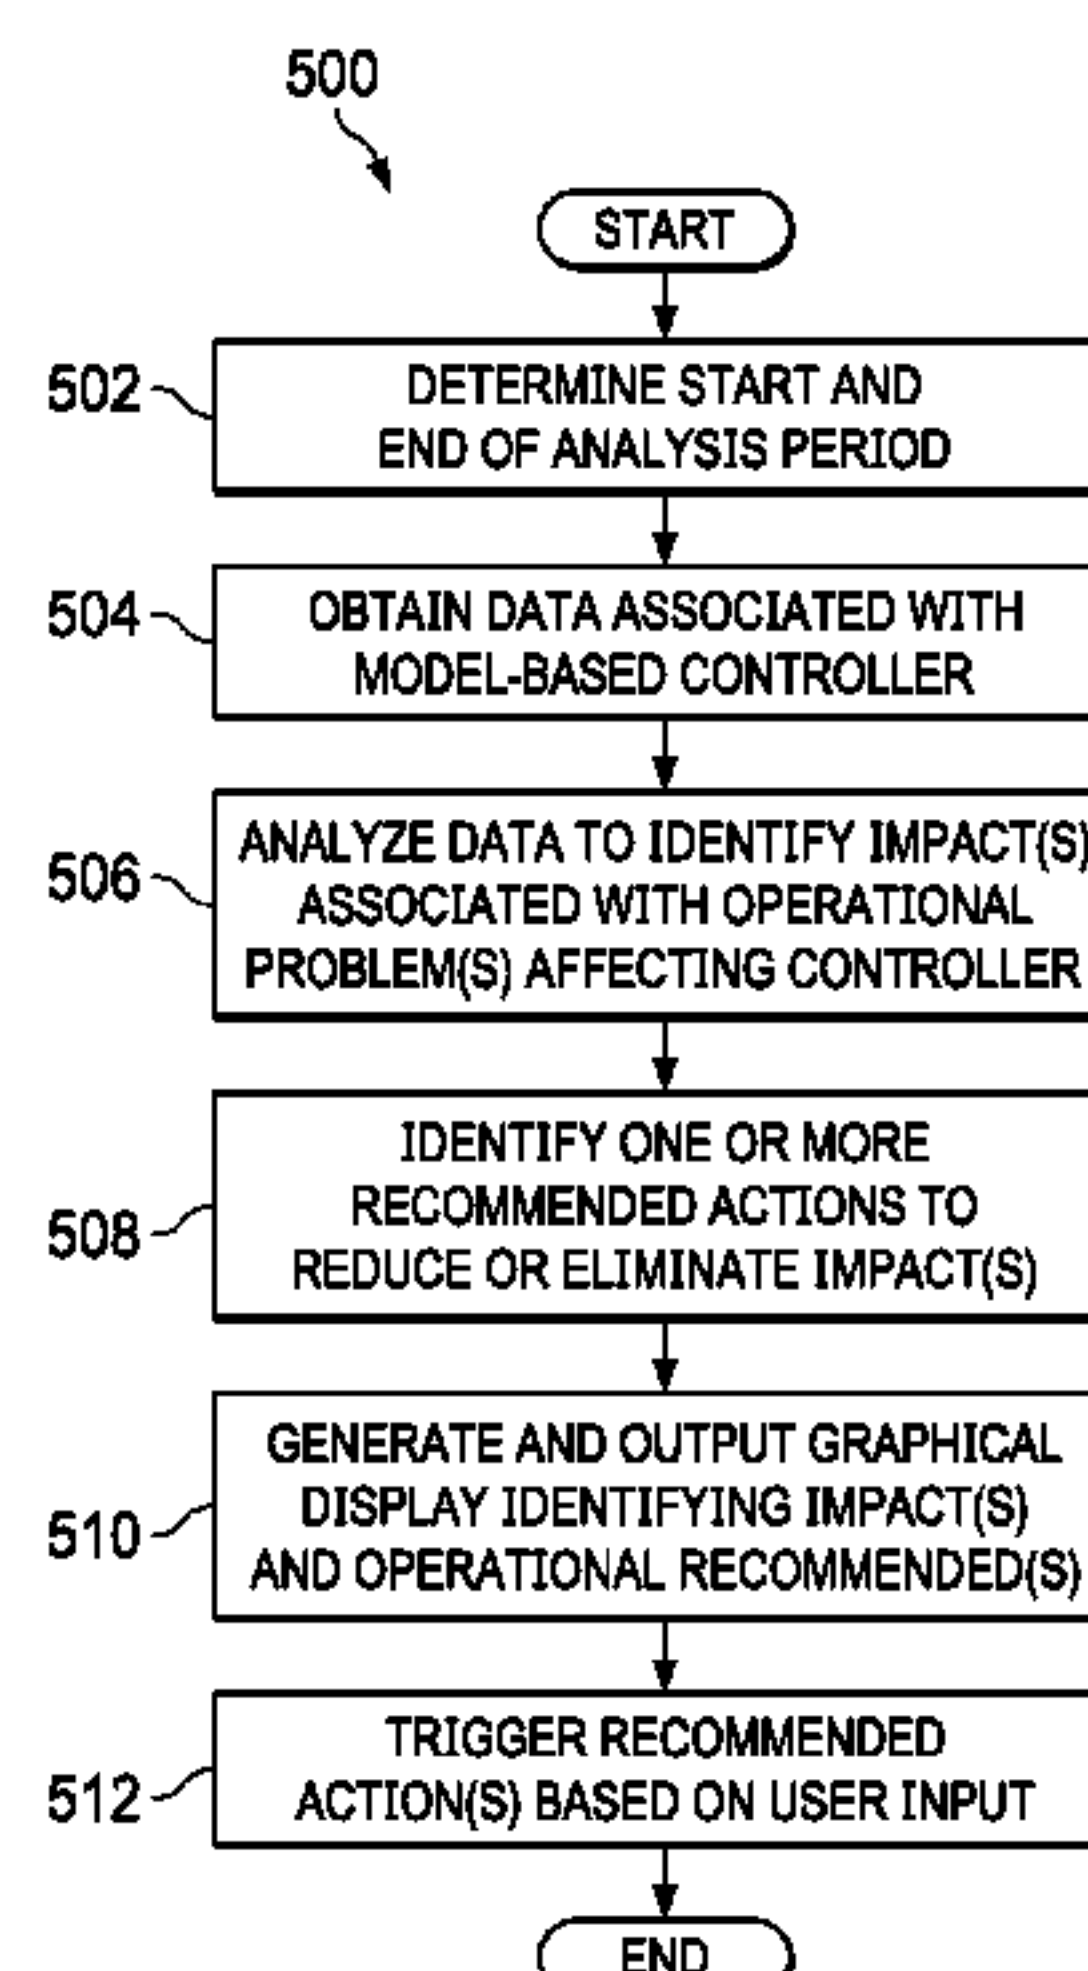 500
START
502
DETERMINE START AND
END OF ANALYSIS PERIOD
504
OBTAIN DATA ASSOCIATED WITH
MODEL-BASED CONTROLLER
506
ANALYZE DATA TO IDENTIFY IMPACT(S)
ASSOCIATED WITH OPERATIONAL
PROBLEM(S) AFFECTING CONTROLLER
508
IDENTIFY ONE OR MORE
RECOMMENDED ACTIONS TO
REDUCE OR ELIMINATE IMPACT(S)
510
GENERATE AND OUTPUT GRAPHICAL
DISPLAY IDENTIFYING IMPACT(S)
AND OPERATIONAL RECOMMENDED(S)
512
TRIGGER RECOMMENDED
ACTION(S) BASED ON USER INPUT
END